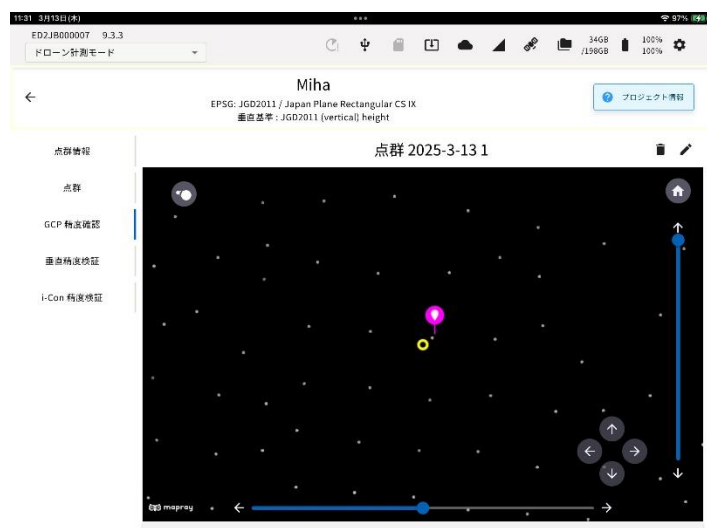 11:31 3月13日(木)
97%
ED2JB000007 9.3.3
ドローン計測モード
34GB
/198GB
100%
100%
Miha
EPSG: JGD2011 / Japan Plane Rectangular CS IX
垂直基準 : JGD2011 (vertical) height
プロジェクト情報
点群情報
点群 2025-3-13 1
点群
GCP 精度確認
垂直精度検証
i-Con 精度検証
mapray